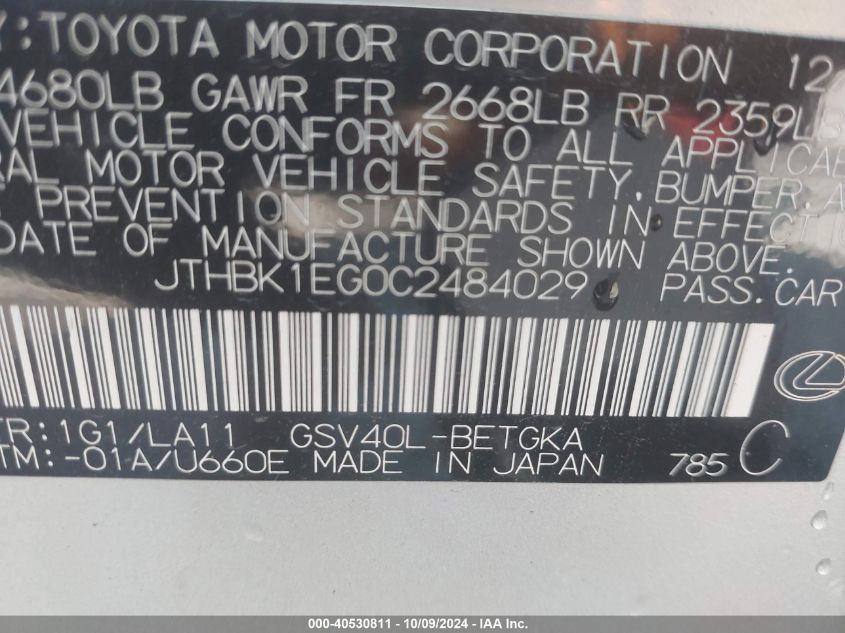 Y:TOYOTA MOTOR CORPORATION 12
4680LB GAWR FR 2668LB RR 2359LB
VEHICLE CONFORMS TO ALL APPLICAB
RAL MOTOR VEHICLE SAFETY,BUMPER,A
PREVENTION STANDARDS IN EFFECT
DATE OF MANUFACTURE SHOWN ABOVE.
JTHBK1EG0C2484029 PASS.CAR
TR:1G1/LA11 GSV40L-BETGKA
TM:-01A/U660E MADE IN JAPAN 785 C
000-40530811 - 10/09/2024 - IAAI.COM